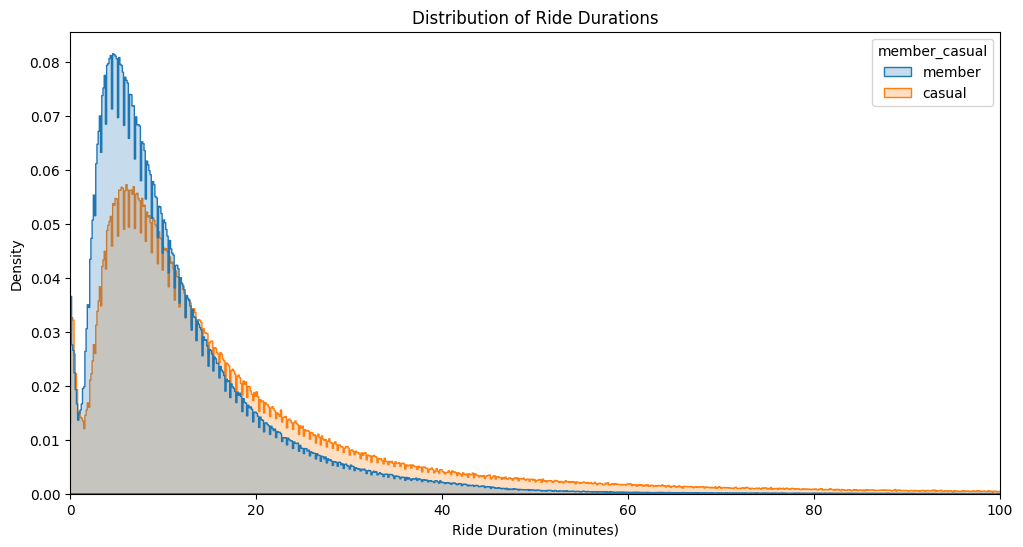 Distribution of Ride Durations
member_casual
member
casual
Density
0.08
0.07
0.06
0.05
0.04
0.03
0.02
0.01
0.00
0 20 40 60 80 100
Ride Duration (minutes)